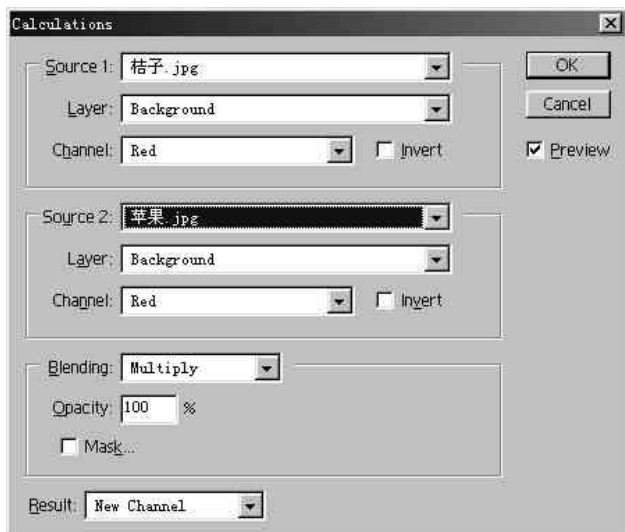 Calculations
Source 1: 桔子.jpg
OK
Layer: Background
Cancel
Channel: Red
Invert
Preview
Source 2: 苹果.jpg
Layer: Background
Channel: Red
Invert
Blending: Multiply
Opacity: 100 %
Mask...
Result: New Channel